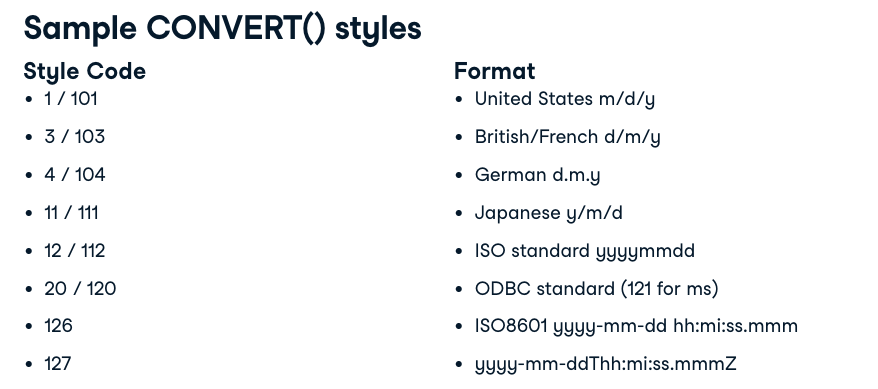 Sample CONVERT() styles
Style Code Format
• 1 / 101 • United States m/d/y
• 3 / 103 • British/French d/m/y
• 4 / 104 • German d.m.y
• 11 / 111 • Japanese y/m/d
• 12 / 112 • ISO standard yyyymmdd
• 20 / 120 • ODBC standard (121 for ms)
• 126 • ISO8601 yyyy-mm-dd hh:mi:ss.mmm
• 127 • yyyy-mm-ddThh:mi:ss.mmmZ